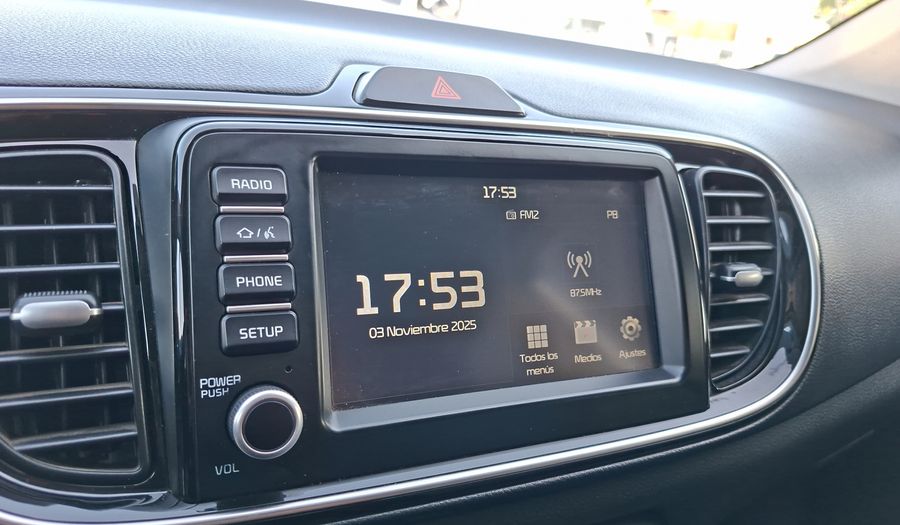 RADIO
/
PHONE
SETUP
POWER
PUSH
VOL
17:53
FM2
P8
17:53
03 Noviembre 2025
87.5MHz
Todos los
menús
Medios
Ajustes